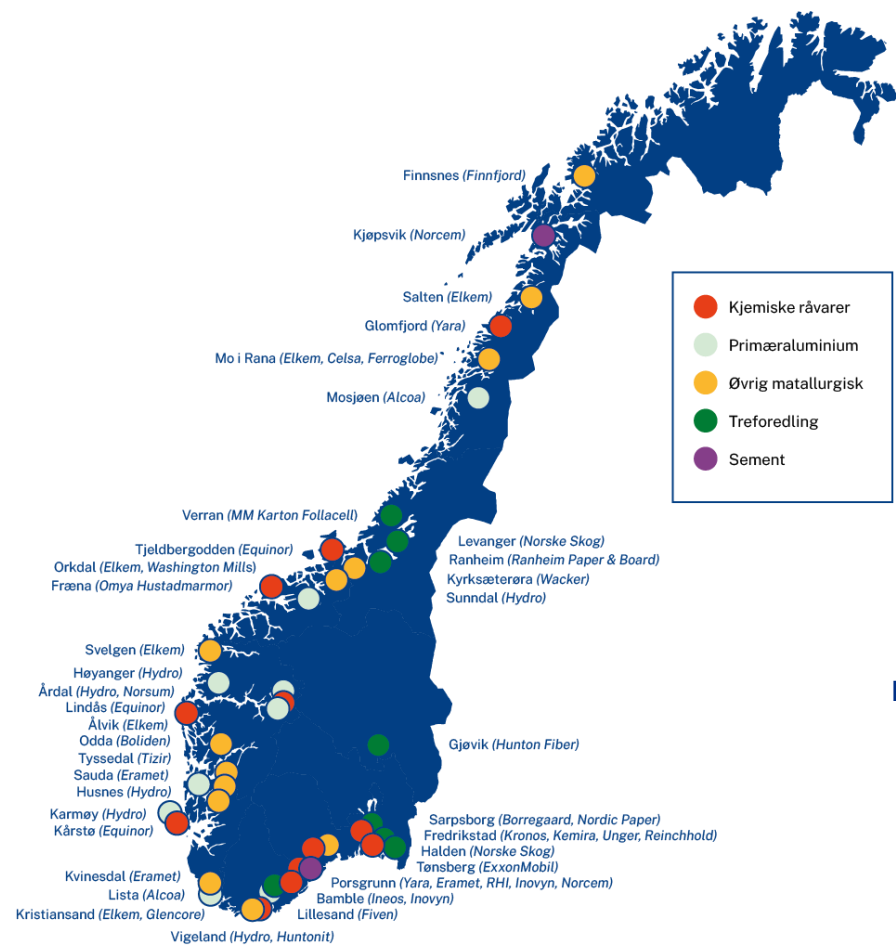 Finnsnes (Finnfjord)
Kjøpsvik (Norcem)
Salten (Elkem)
Glomfjord (Yara)
Mo i Rana (Elkem, Celsa, Ferroglobe)
Mosjøen (Alcoa)
Kjemiske råvarer
Primæraluminium
Øvrig matallurgisk
Treforedling
Sement
Verran (MM Karton Follacell)
Tjeldbergodden (Equinor)
Orkdal (Elkem, Washington Mills)
Fræna (Omya Hustadmarmor)
Levanger (Norske Skog)
Ranheim (Ranheim Paper & Board)
Kyrksæterøra (Wacker)
Sunndal (Hydro)
Svelgen (Elkem)
Høyanger (Hydro)
Årdal (Hydro, Norsum)
Lindås (Equinor)
Ålvik (Elkem)
Odda (Boliden)
Tyssedal (Tizir)
Sauda (Eramet)
Husnes (Hydro)
Karmøy (Hydro)
Kårstø (Equinor)
Gjøvik (Hunton Fiber)
Kvinesdal (Eramet)
Lista (Alcoa)
Kristiansand (Elkem, Glencore)
Vigeland (Hydro, Huntonit)
Sarpsborg (Borregaard, Nordic Paper)
Fredrikstad (Kronos, Kemira, Unger, Reinchhold)
Halden (Norske Skog)
Tønsberg (ExxonMobil)
Porsgrunn (Yara, Eramet, RHI, Inovyn, Norcem)
Bamble (Ineos, Inovyn)
Lillesand (Fiven)